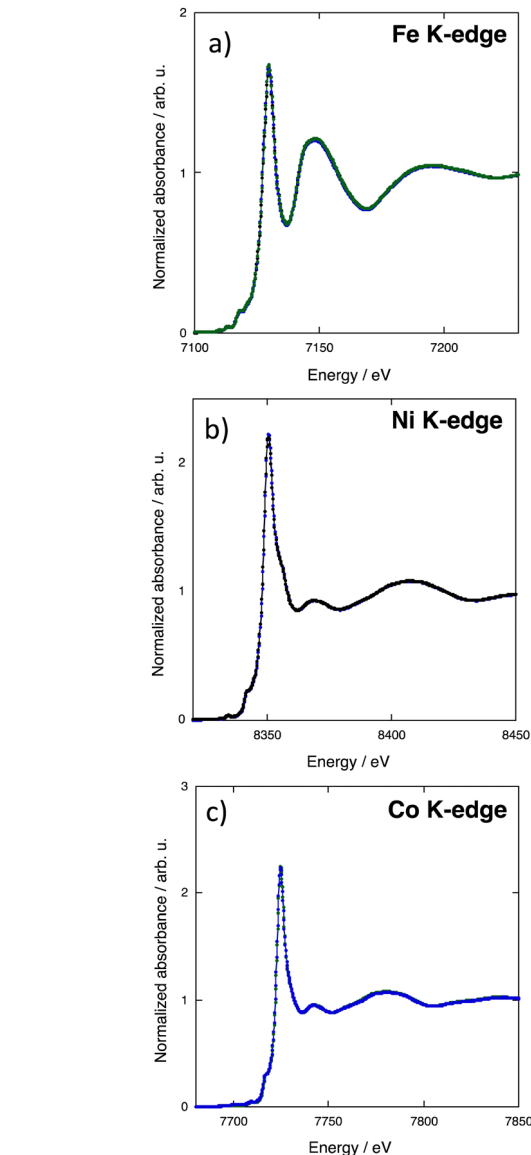 a)
Fe K-edge
2
1
0
Normalized absorbance / arb. u.
7100
7150
7200
Energy / eV
b)
Ni K-edge
2
1
0
Normalized absorbance / arb. u.
8350
8400
8450
Energy / eV
c)
Co K-edge
3
2
1
0
Normalized absorbance / arb. u.
7700
7750
7800
7850
Energy / eV